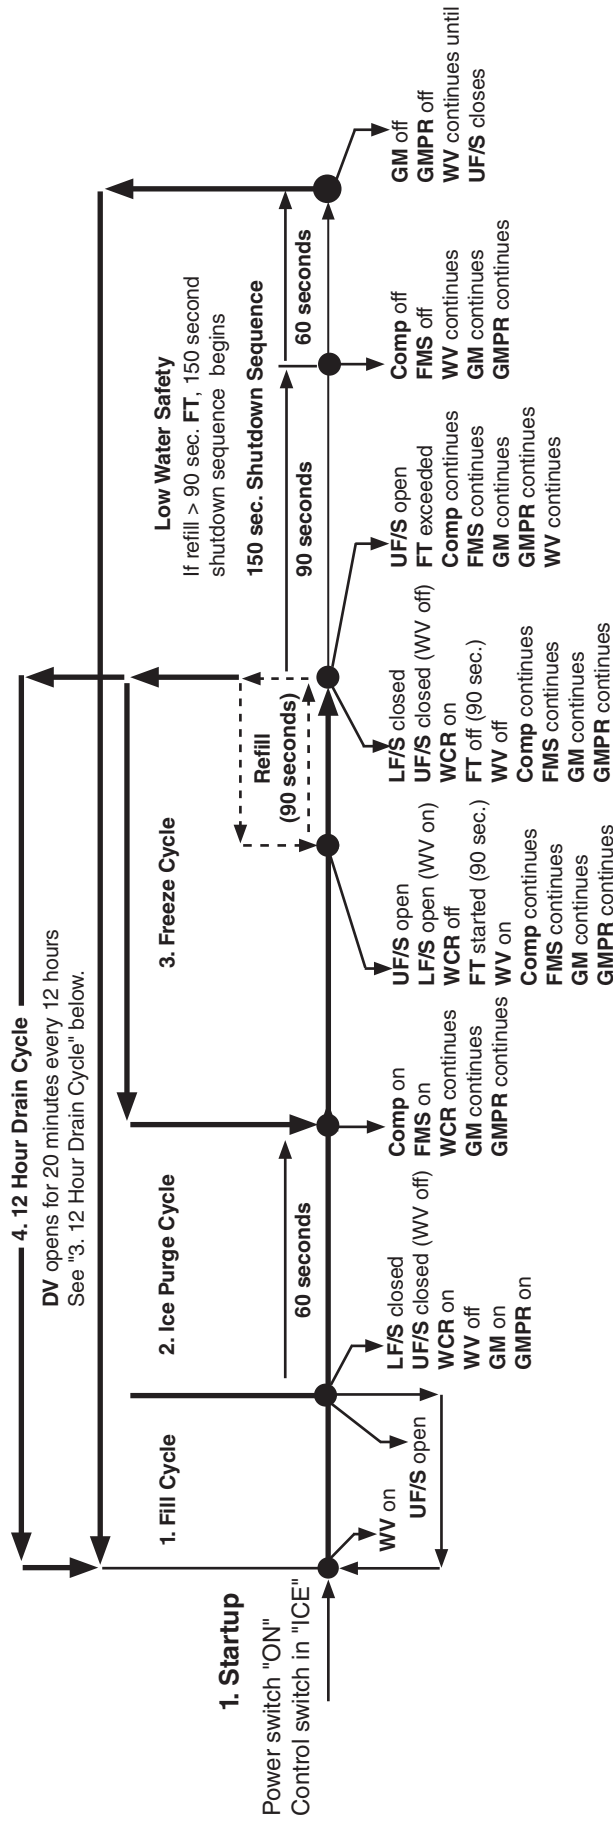 1. Startup
Power switch "ON"
Control switch in "ICE"
4. 12 Hour Drain Cycle
DV opens for 20 minutes every 12 hours
See "3. 12 Hour Drain Cycle" below.
1. Fill Cycle
2. Ice Purge Cycle
3. Freeze Cycle
60 seconds
Refill
(90 seconds)
Low Water Safety
If refill > 90 sec. FT, 150 second
shutdown sequence begins
150 sec. Shutdown Sequence
90 seconds
60 seconds
WV on
UF/S open
LF/S closed
UF/S closed (WV off)
WCR on
WV off
GM on
GMPR on
Comp on
FMS on
WCR continues
GM continues
GMPR continues
UF/S open
LF/S open (WV on)
WCR off
FT started (90 sec.)
WV on
Comp continues
FMS continues
GM continues
GMPR continues
LF/S closed
UF/S closed (WV off)
WCR on
FT off (90 sec.)
WV off
Comp continues
FMS continues
GM continues
GMPR continues
UF/S open
FT exceeded
Comp continues
FMS continues
GM continues
GMPR continues
WV continues
Comp off
FMS off
WV continues
GM continues
GMPR continues
GM off
GMPR off
WV continues until
UF/S closes